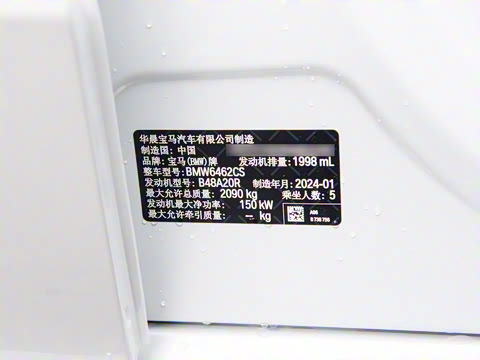 华晨宝马汽车有限公司制造
制造国: 中国
品牌: 宝马(BMW)牌 发动机排量: 1998 mL
整车型号: BMW6462CS
发动机型号: B48A20R 制造年月: 2024-01
最大允许总质量: 2090 kg 乘坐人数: 5
发动机最大净功率: 150 kW
最大允许牵引质量: -- kg
A06